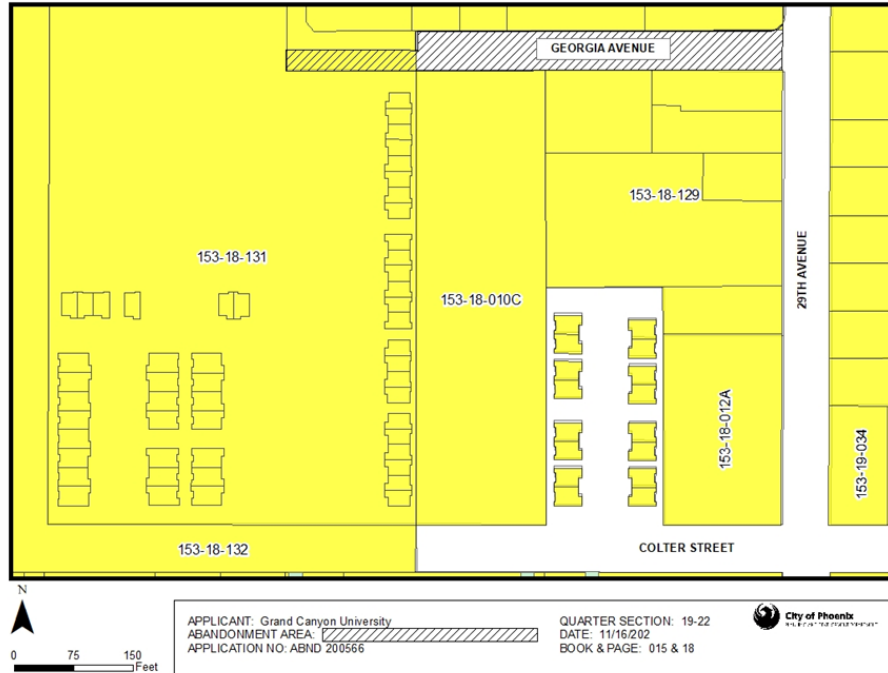 GEORGIA AVENUE
153-18-129
153-18-131
29TH AVENUE
153-18-010C
153-18-012A
153-19-034
153-18-132
COLTER STREET
N
0 75 150
Feet
APPLICANT: Grand Canyon University
ABANDONMENT AREA:
APPLICATION NO: ABND 200566
QUARTER SECTION: 19-22
DATE: 11/16/202
BOOK & PAGE: 015 & 18
City of Phoenix